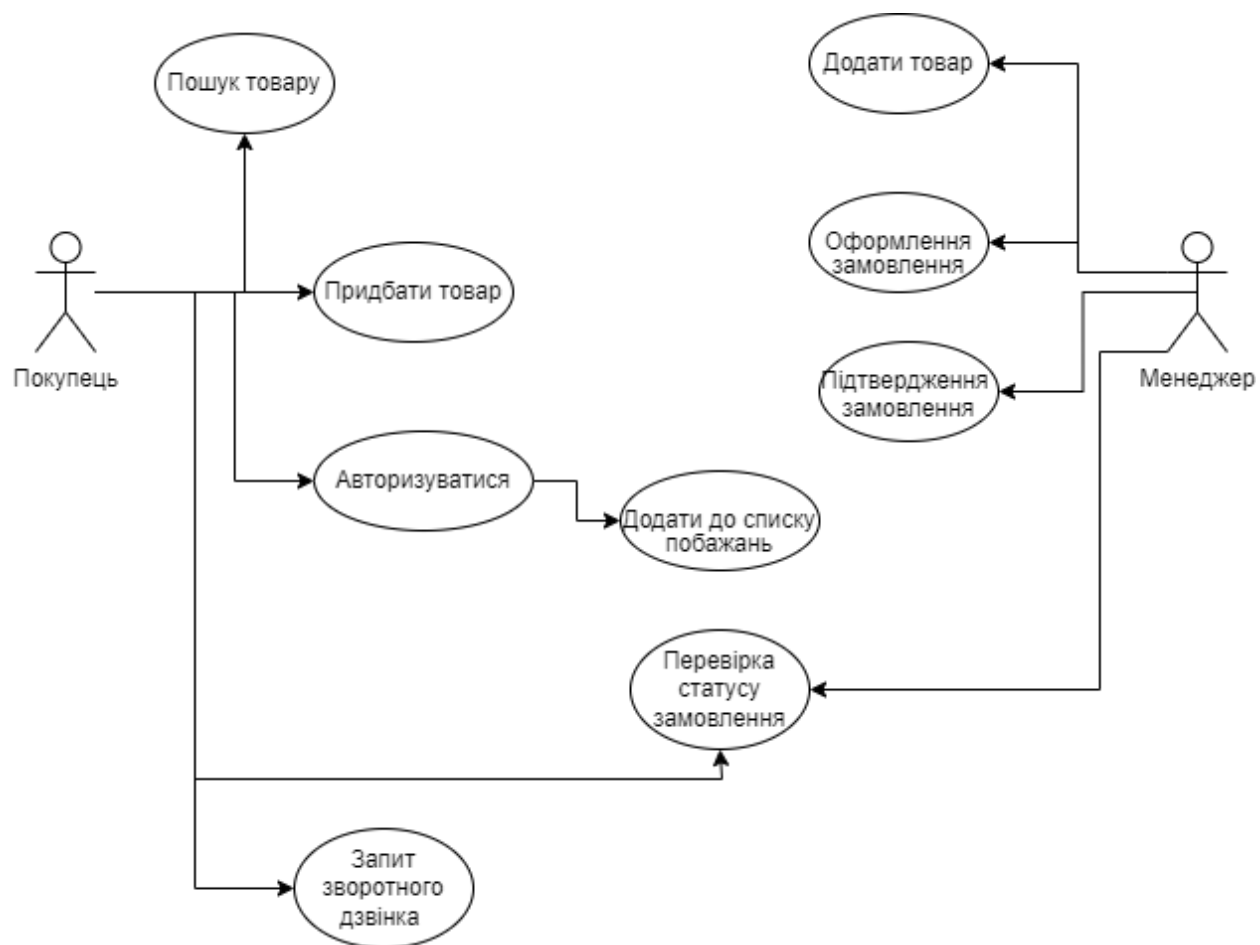 Пошук товару
Додати товар
Оформлення
замовлення
Придбати товар
Покупець
Підтвердження
замовлення
Менеджер
Авторизуватися
Додати до списку
побажань
Перевірка
статусу
замовлення
Запит
зворотного
дзвінка